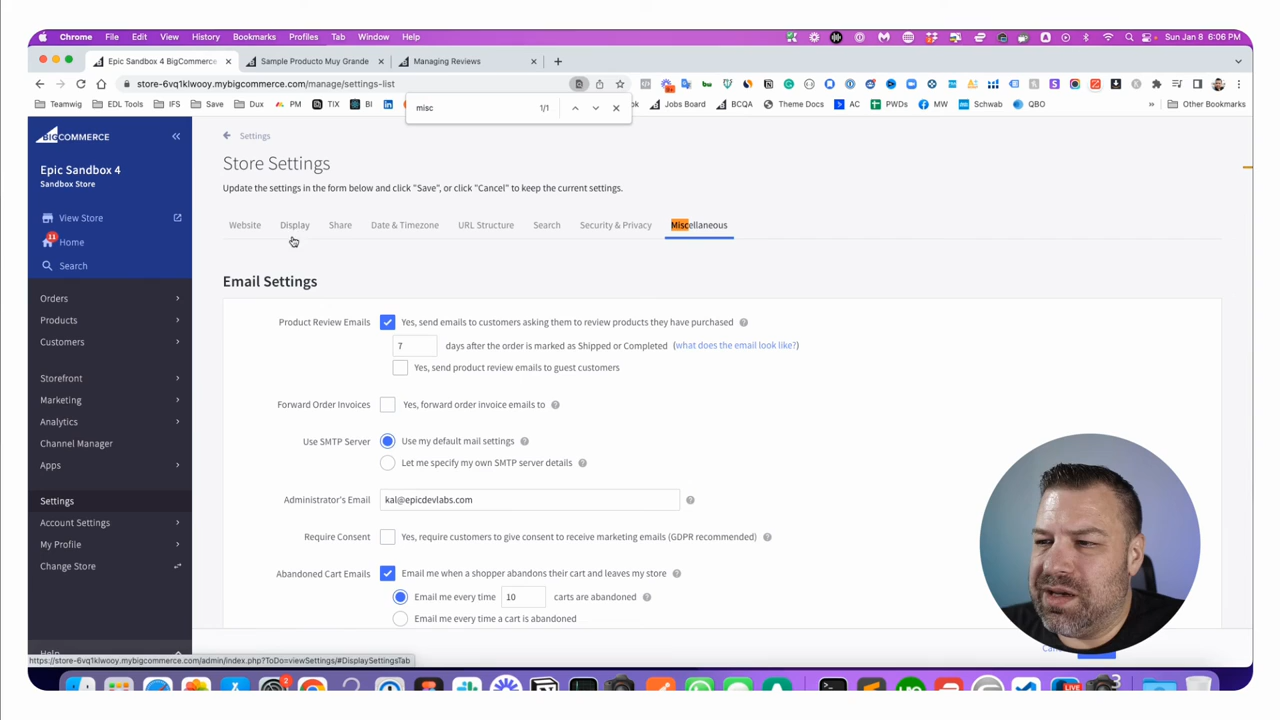 Chrome File Edit View History Bookmarks Profiles Tab Window Help Sun Jan 8 6:06 PM
Epic Sandbox 4 BigCommerce × Sample Producto Muy Grande × Managing Reviews × +
store-6vq1klwooy.mybigcommerce.com/manage/settings-list
Teamwig EDL Tools IFS Save Dux PM TIX BI Jobs Board BCQA Theme Docs PWDs MW Schwab QBO » Other Bookmarks
misc 1/1
BIGCOMMERCE «
Epic Sandbox 4
Sandbox Store
View Store
11
Home
Search
Orders
Products
Customers
Storefront
Marketing
Analytics
Channel Manager
Apps
Settings
Account Settings
My Profile
Change Store
Help
Settings
Store Settings
Update the settings in the form below and click "Save", or click "Cancel" to keep the current settings.
Website Display Share Date & Timezone URL Structure Search Security & Privacy Miscellaneous
Email Settings
Product Review Emails Yes, send emails to customers asking them to review products they have purchased
7 days after the order is marked as Shipped or Completed (what does the email look like?)
Yes, send product review emails to guest customers
Forward Order Invoices Yes, forward order invoice emails to
Use SMTP Server Use my default mail settings
Let me specify my own SMTP server details
Administrator's Email kal@epicdevlabs.com
Require Consent Yes, require customers to give consent to receive marketing emails (GDPR recommended)
Abandoned Cart Emails Email me when a shopper abandons their cart and leaves my store
Email me every time 10 carts are abandoned
Email me every time a cart is abandoned
https://store-6vq1klwooy.mybigcommerce.com/admin/index.php?ToDo=viewSettings/#DisplaySettingsTab
2
LIVE